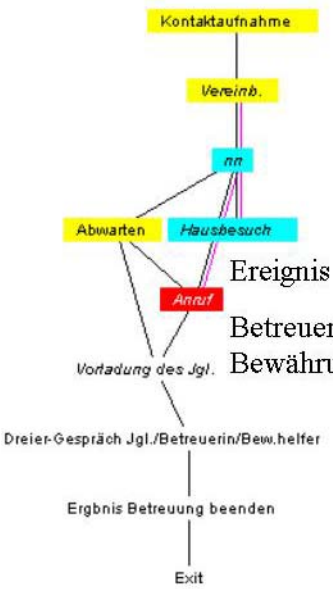 Kontaktaufnahme
Vereinb.
nn
Abwarten
Hausbesuch
Ereignis
Anruf
Betreuer
Vorladung des Jgl.
Bewähru
Dreier-Gespräch Jgl./Betreuerin/Bew.helfer
Ergbnis Betreuung beenden
Exit